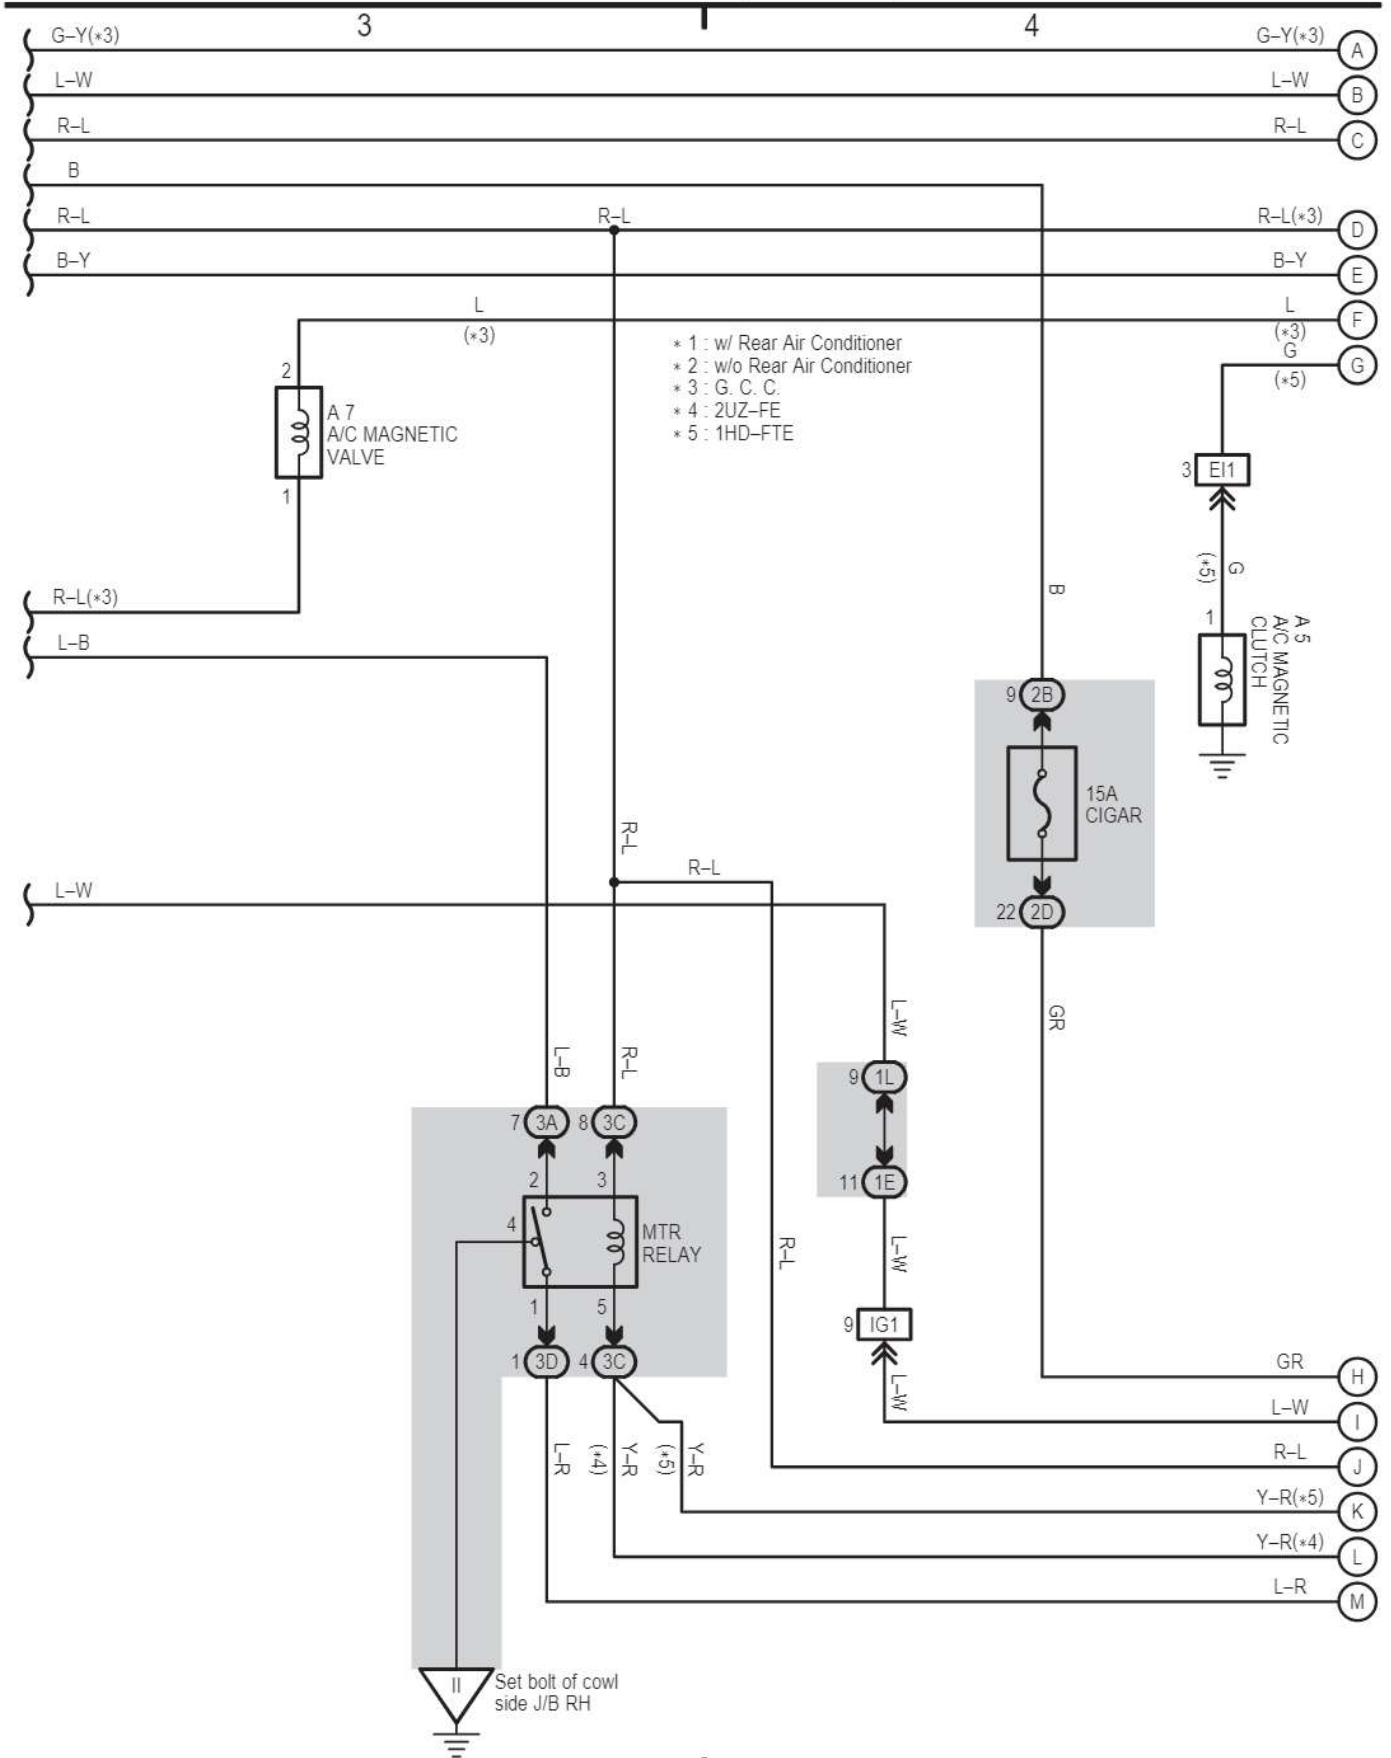 3 4
G–Y(∗3) G–Y(∗3) A
L–W L–W B
R–L R–L C
B
R–L R–L R–L(∗3) D
B–Y B–Y E
L L F
(∗3) (∗3)
∗ 1 : w/ Rear Air Conditioner
∗ 2 : w/o Rear Air Conditioner
∗ 3 : G. C. C.
∗ 4 : 2UZ–FE
∗ 5 : 1HD–FTE
G G
(∗5)
2
A 7
A/C MAGNETIC
VALVE
1
3 EI1
G
(∗5)
1
A 5
A/C MAGNETIC
CLUTCH
R–L(∗3)
L–B
B
9 2B
15A
CIGAR
22 2D
R–L
R–L
L–W
L–W
GR
L–B
R–L
9 1L
7 3A 8 3C
2 3
11 1E
4
MTR
RELAY
L–W
R–L
1 5
9 IG1
1 3D 4 3C
L–W
GR H
L–W I
L–R
Y–R
(∗4)
Y–R
(∗5)
R–L J
Y–R(∗5) K
Y–R(∗4) L
L–R M
II
Set bolt of cowl
side J/B RH